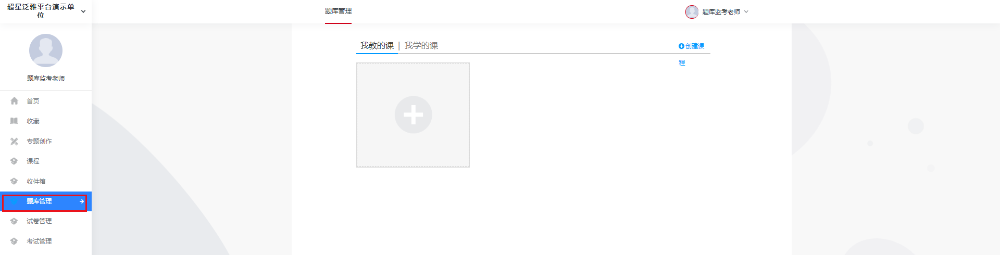 超星泛雅平台演示单
位
题库管理
题库监考老师
题库监考老师
首页
收藏
专题创作
课程
收件箱
题库管理
试卷管理
考试管理
我教的课 | 我学的课
创建课
程